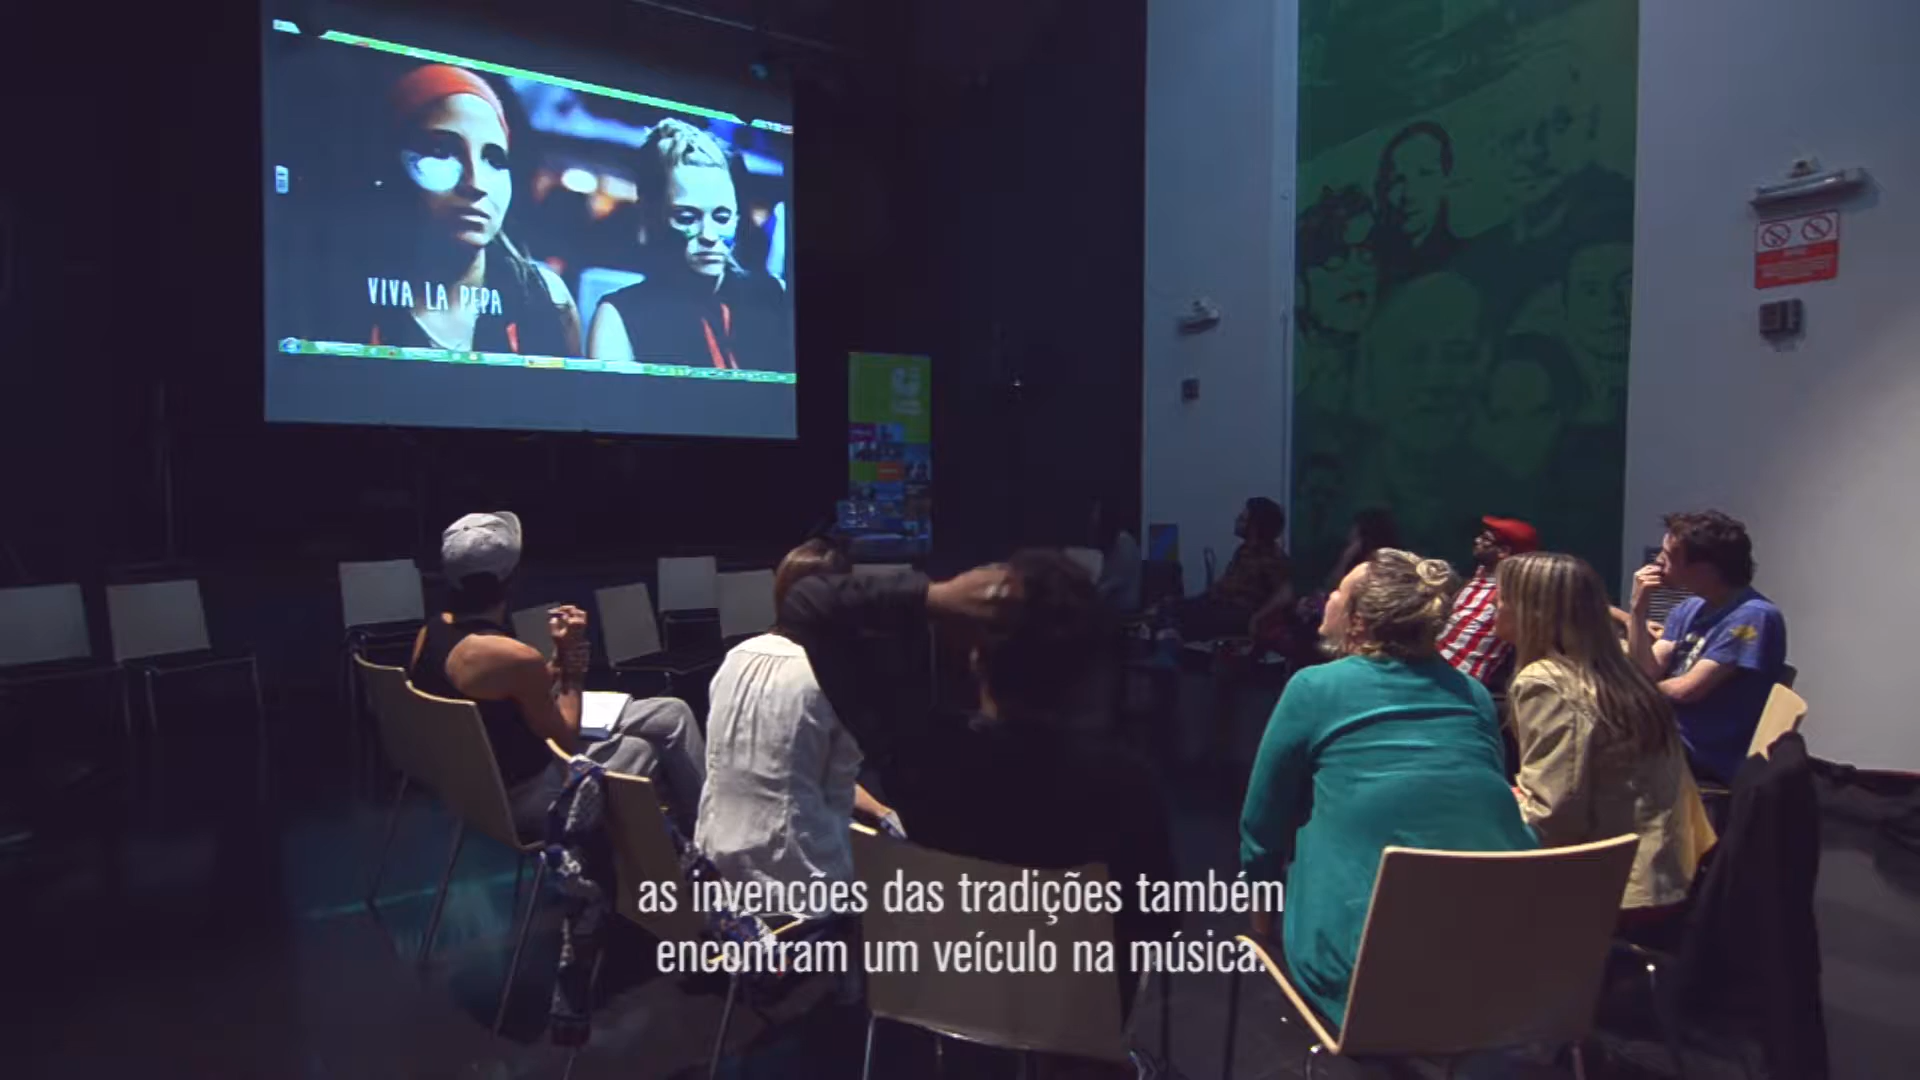 VIVA LA PEPA
as invenções das tradições também
encontram um veículo na música.